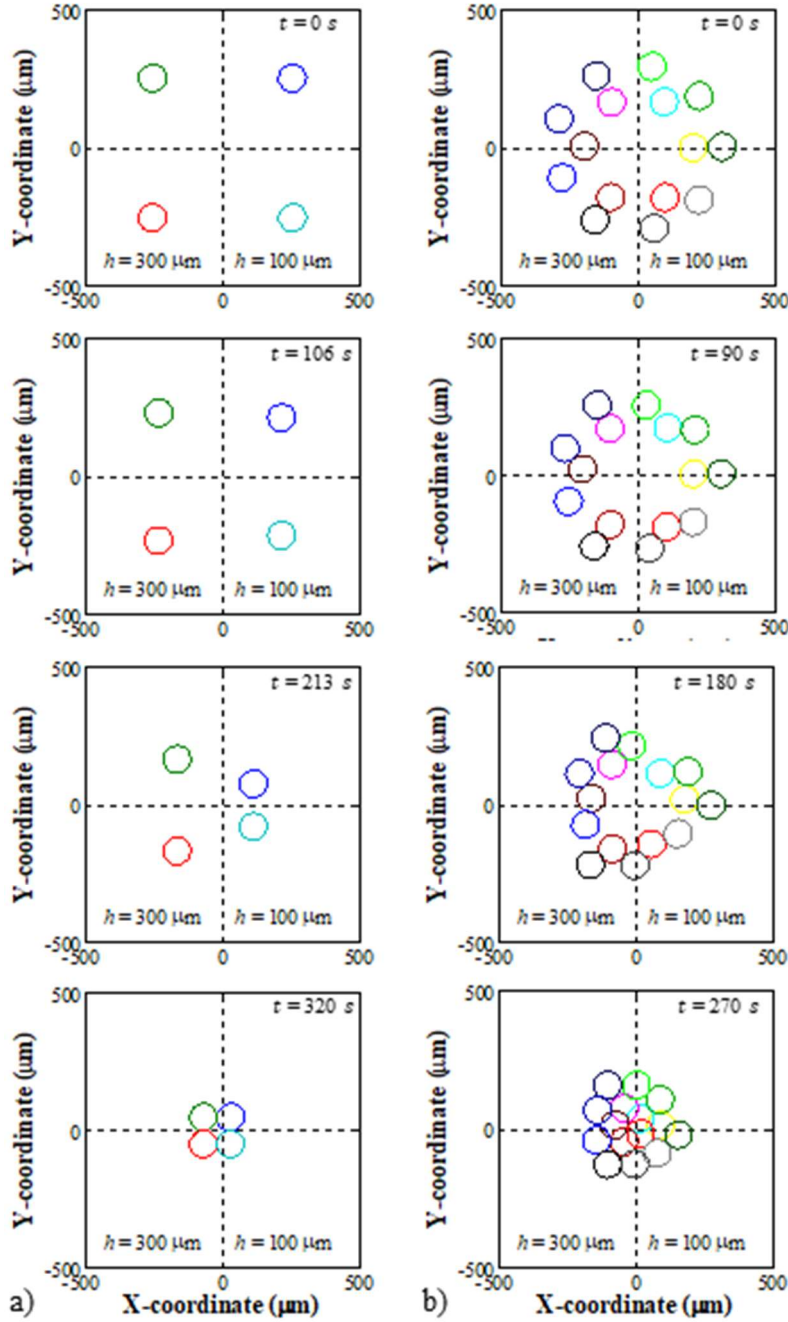 500
t = 0 s
Y-coordinate (μm)
0
h = 300 μm
h = 100 μm
-500
-500
0
500
500
t = 0 s
Y-coordinate (μm)
0
h = 300 μm
h = 100 μm
-500
-500
0
500
500
t = 106 s
Y-coordinate (μm)
0
h = 300 μm
h = 100 μm
-500
-500
0
500
500
t = 90 s
Y-coordinate (μm)
0
h = 300 μm
h = 100 μm
-500
-500
0
500
500
t = 213 s
Y-coordinate (μm)
0
h = 300 μm
h = 100 μm
-500
-500
0
500
500
t = 180 s
Y-coordinate (μm)
0
h = 300 μm
h = 100 μm
-500
-500
0
500
500
t = 320 s
Y-coordinate (μm)
0
h = 300 μm
h = 100 μm
-500
-500
0
500
a)
X-coordinate (μm)
500
t = 270 s
Y-coordinate (μm)
0
h = 300 μm
h = 100 μm
-500
-500
0
500
b)
X-coordinate (μm)